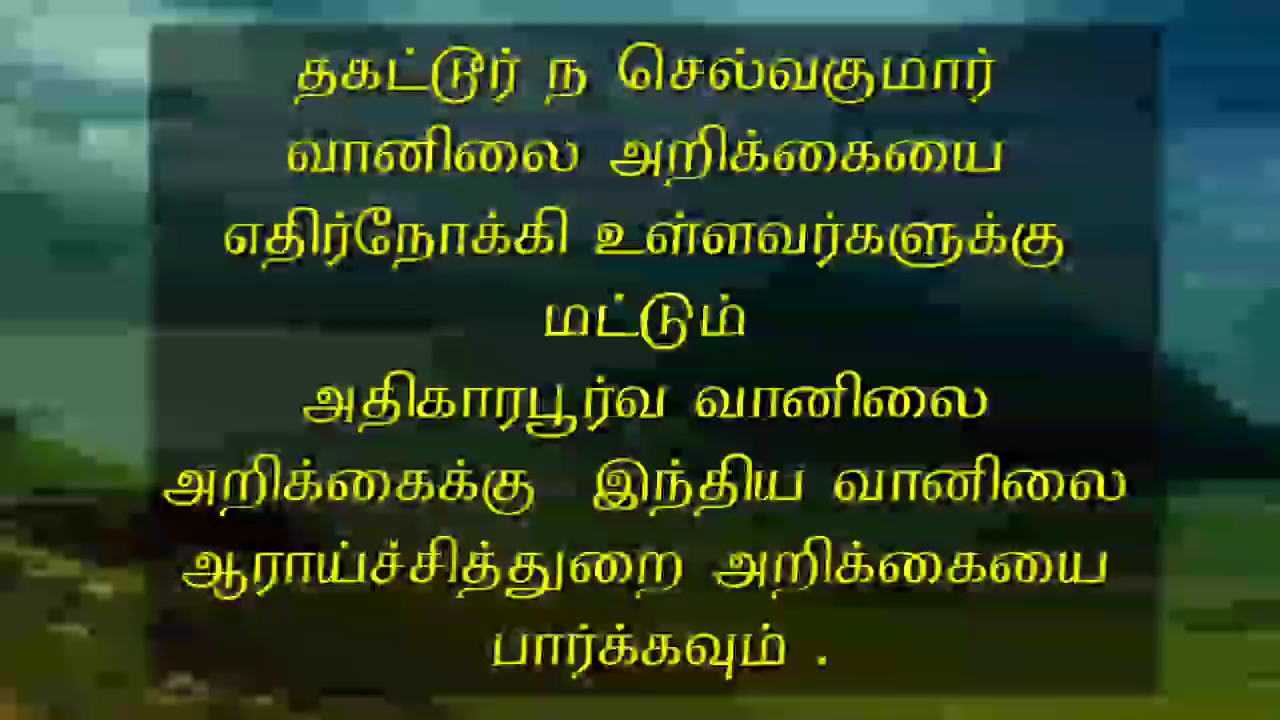 தகட்டூர் ந செல்வகுமார்
வானிலை அறிக்கையை
எதிர்நோக்கி உள்ளவர்களுக்கு
மட்டும்
அதிகாரபூர்வ வானிலை
அறிக்கைக்கு இந்திய வானிலை
ஆராய்ச்சித்துறை அறிக்கையை
பார்க்கவும் .